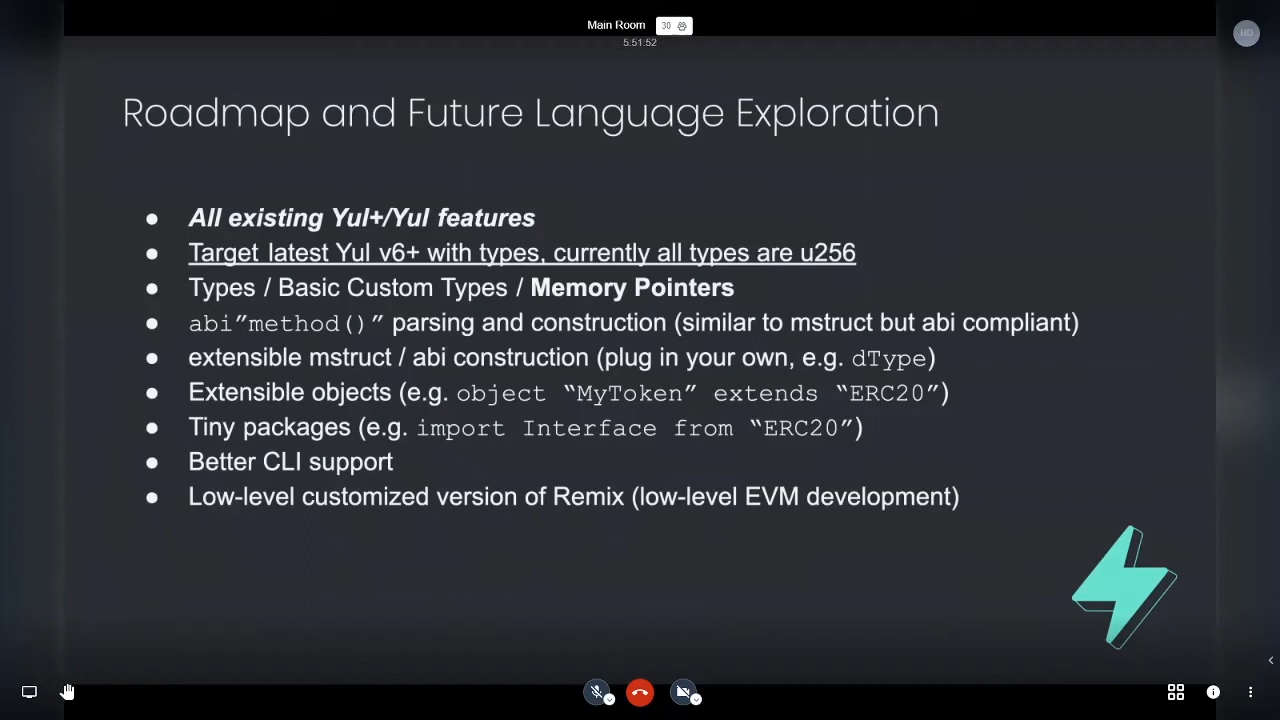 Main Room 30
5:51:52
HD
Roadmap and Future Language Exploration
● All existing Yul+/Yul features
● Target latest Yul v6+ with types, currently all types are u256
● Types / Basic Custom Types / Memory Pointers
● abi”method()” parsing and construction (similar to mstruct but abi compliant)
● extensible mstruct / abi construction (plug in your own, e.g. dType)
● Extensible objects (e.g. object “MyToken” extends “ERC20”)
● Tiny packages (e.g. import Interface from “ERC20”)
● Better CLI support
● Low-level customized version of Remix (low-level EVM development)